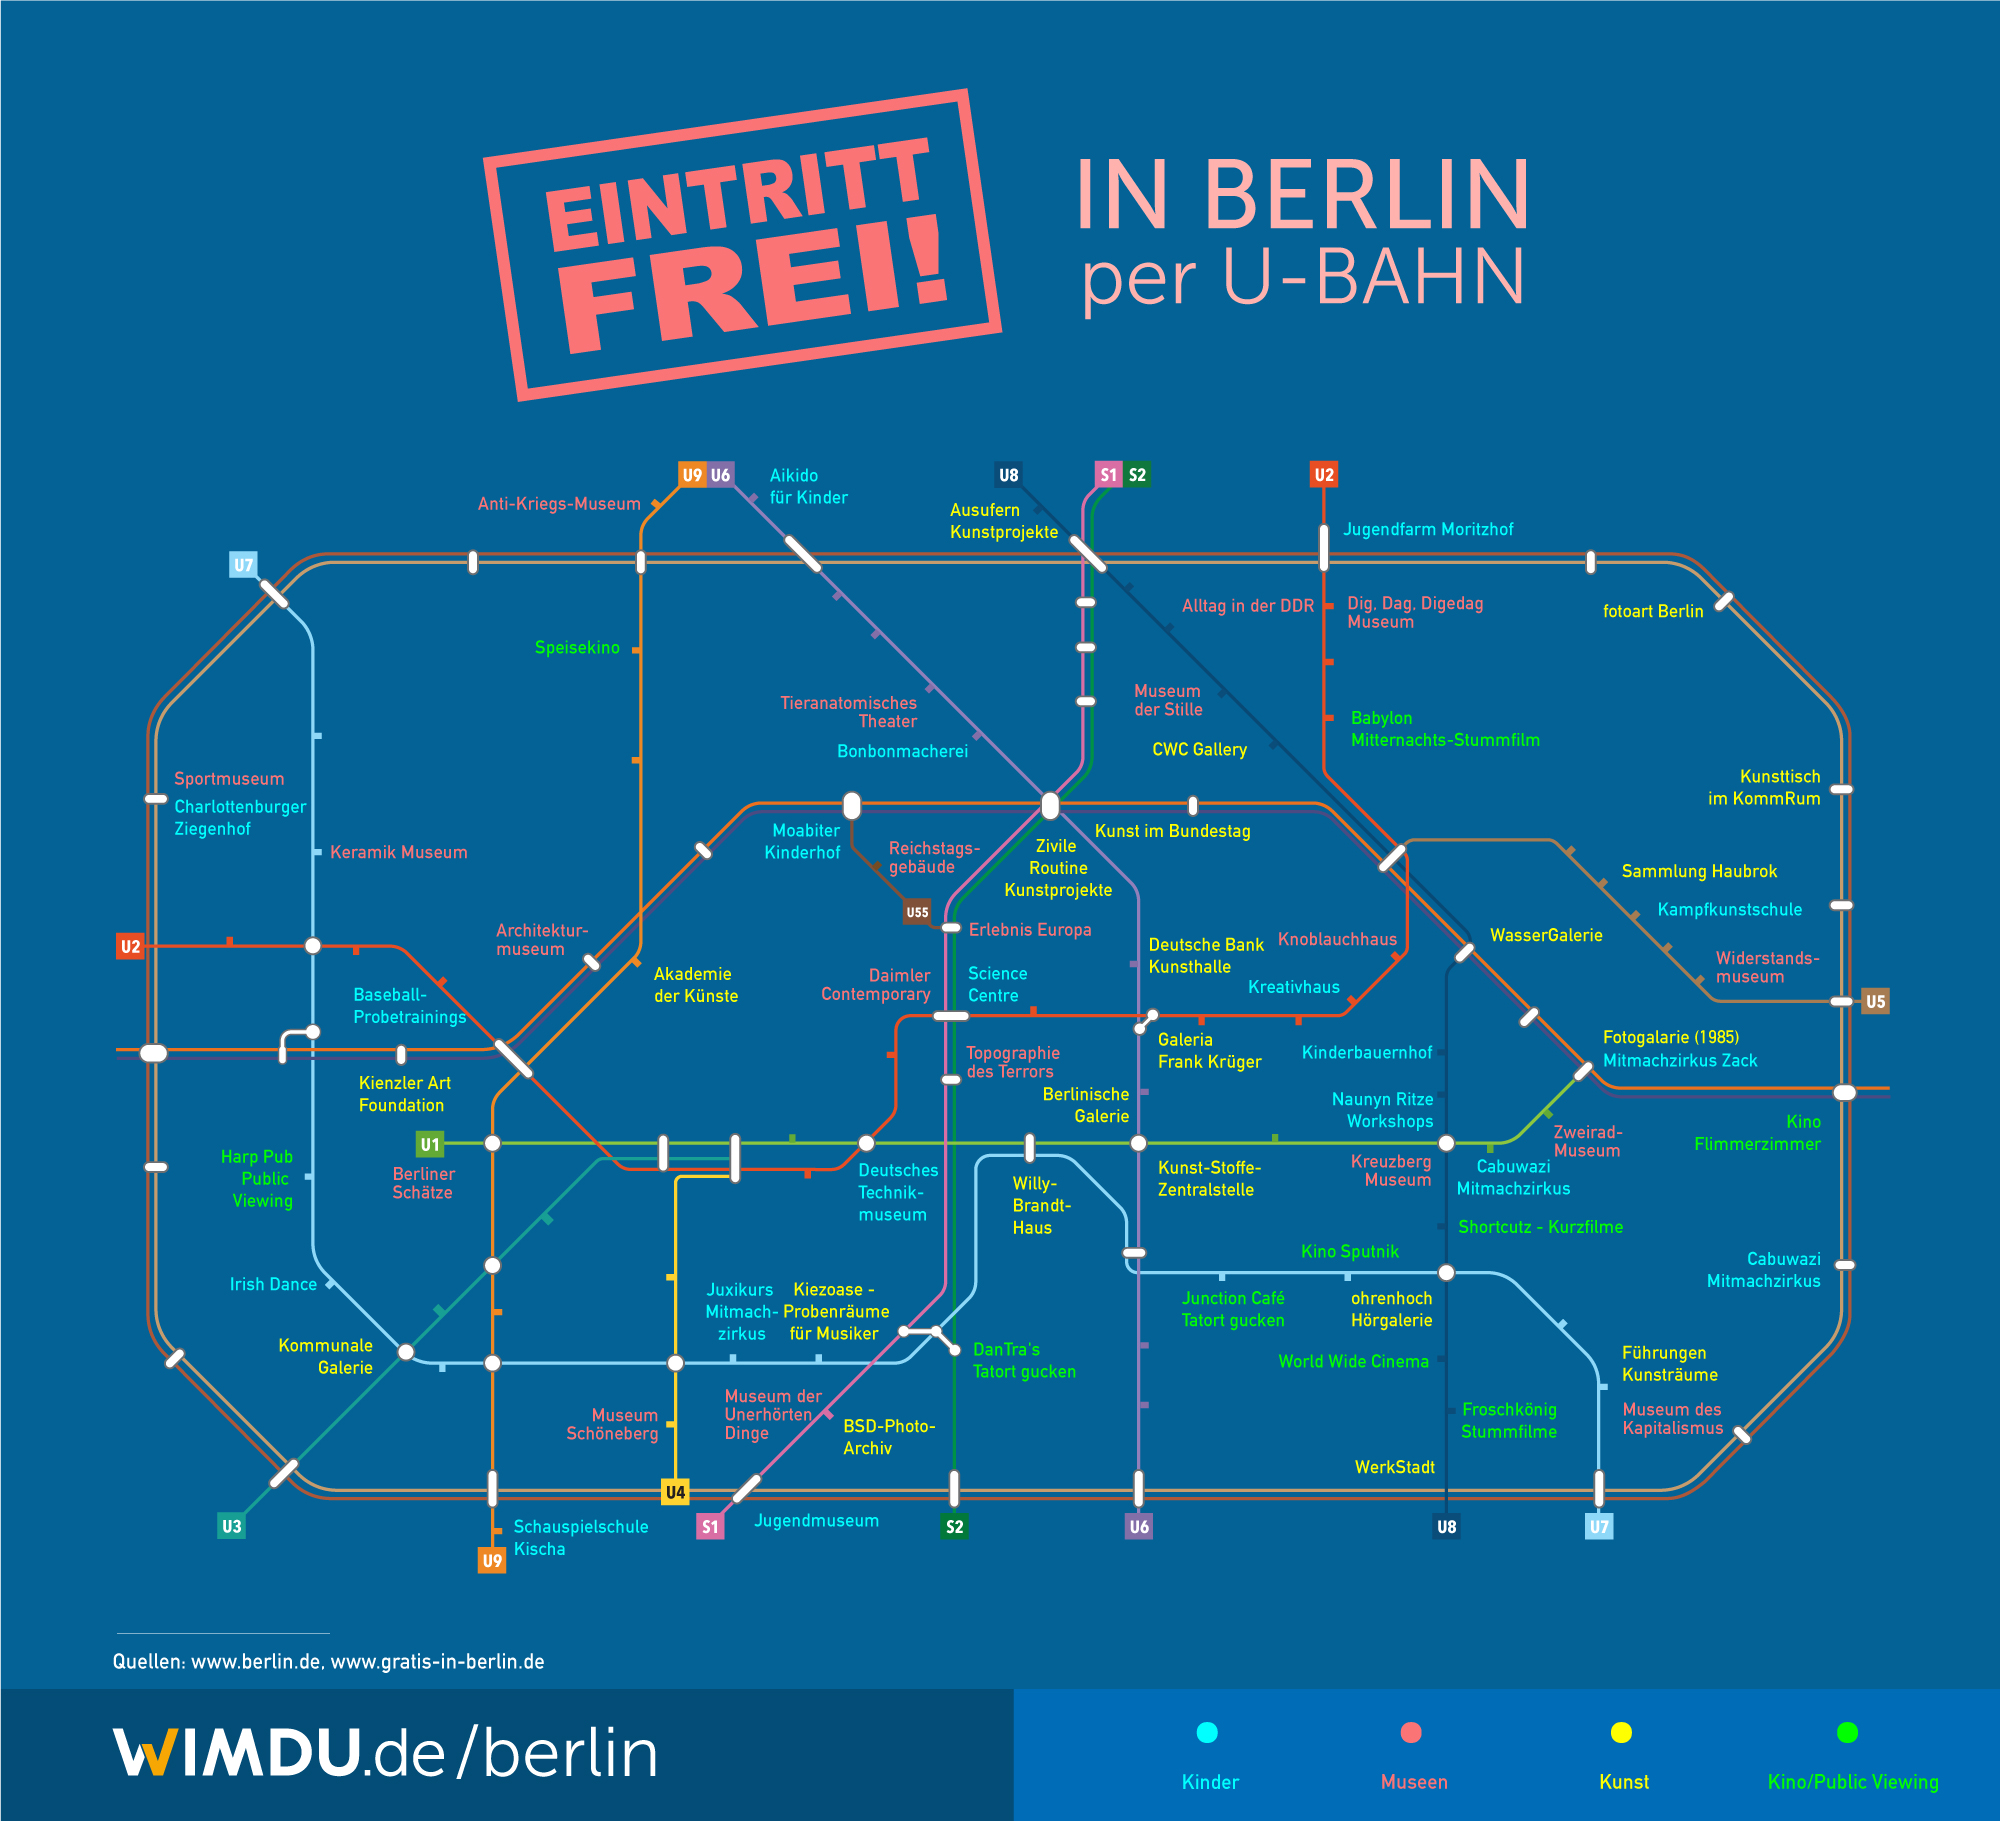 EINTRITT
FREI!
IN BERLIN
per U-BAHN
U9
U6
Aikido
für Kinder
U8
S1
S2
U2
Anti-Kriegs-Museum
Ausufern
Kunstprojekte
Jugendfarm Moritzhof
U7
Alltag in der DDR
Dig, Dag, Digedag
Museum
fotoart Berlin
Speisekino
Tieranatomisches
Theater
Museum
der Stille
Babylon
Mitternachts-Stummfilm
Bonbonmacherei
CWC Gallery
Sportmuseum
Charlottenburger
Ziegenhof
Kunsttisch
im KommRum
Keramik Museum
Moabiter
Kinderhof
Reichstags-
gebäude
Zivile
Routine
Kunstprojekte
Kunst im Bundestag
Sammlung Haubrok
Kampfkunstschule
U55
U2
Architektur-
museum
Erlebnis Europa
Deutsche Bank
Kunsthalle
Knoblauchhaus
WasserGalerie
Widerstands-
museum
Akademie
der Künste
Daimler
Contemporary
Science
Centre
Kreativhaus
U5
Baseball-
Probetrainings
Galeria
Frank Krüger
Kinderbauernhof
Fotogalarie (1985)
Mitmachzirkus Zack
Topographie
des Terrors
Kienzler Art
Foundation
Berlinische
Galerie
Naunyn Ritze
Workshops
Kino
Flimmerzimmer
U1
Zweirad-
Museum
Harp Pub
Public
Viewing
Berliner
Schätze
Deutsches
Technik-
museum
Willy-
Brandt-
Haus
Kunst-Stoffe-
Zentralstelle
Kreuzberg
Museum
Cabuwazi
Mitmachzirkus
Shortcutz - Kurzfilme
Kino Sputnik
Cabuwazi
Mitmachzirkus
Irish Dance
Juxikurs
Mitmach-
zirkus
Kiezoase -
Probenräume
für Musiker
Junction Café
Tatort gucken
ohrenhoch
Hörgalerie
Kommunale
Galerie
DanTra's
Tatort gucken
World Wide Cinema
Führungen
Kunsträume
Museum
Schöneberg
Museum der
Unerhörten
Dinge
BSD-Photo-
Archiv
Froschkönig
Stummfilme
Museum des
Kapitalismus
WerkStadt
U3
U4
S1
Jugendmuseum
S2
U6
U8
U7
Schauspielschule
Kischa
U9
Quellen: www.berlin.de, www.gratis-in-berlin.de
WIMDU.de/berlin
Kinder
Museen
Kunst
Kino/Public Viewing